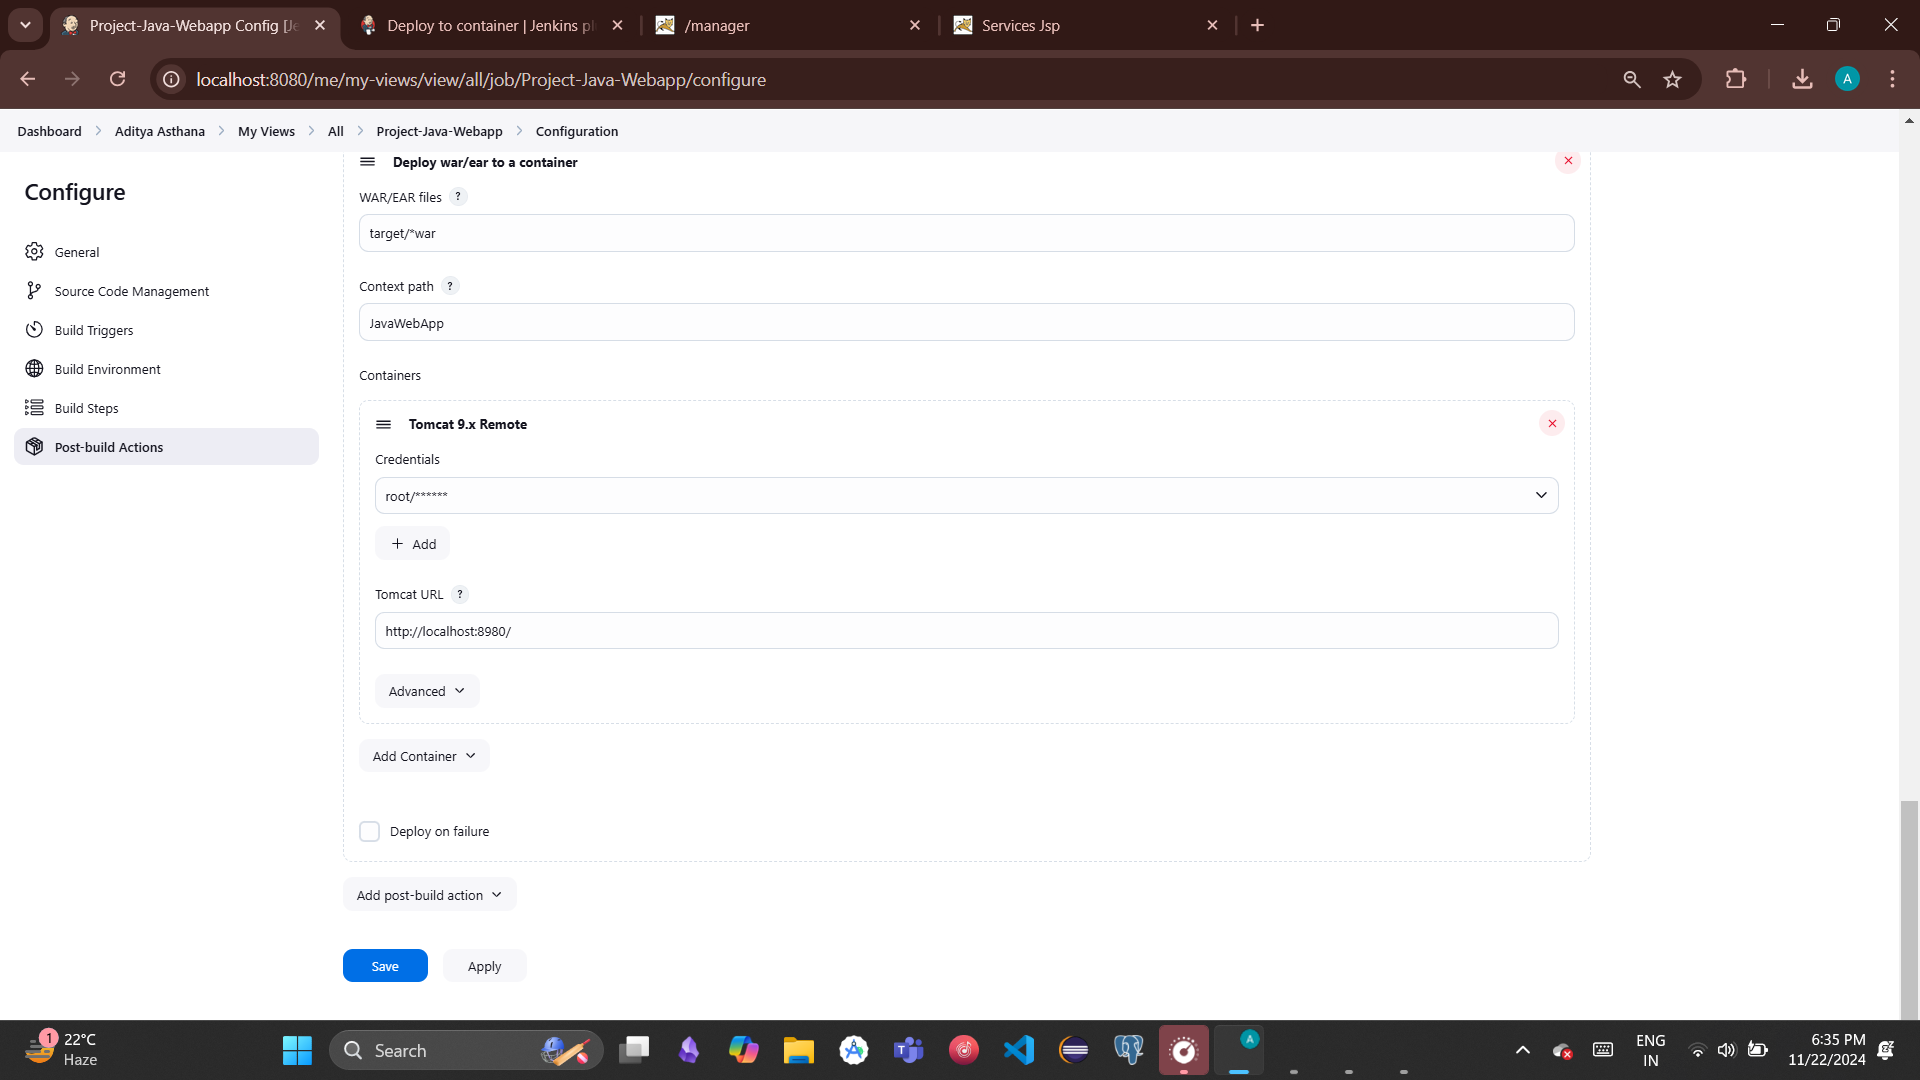 Project-Java-Webapp Config [Je
Deploy to container | Jenkins pl
/manager
Services Jsp
localhost:8080/me/my-views/view/all/job/Project-Java-Webapp/configure
A
Dashboard
Aditya Asthana
My Views
All
Project-Java-Webapp
Configuration
Configure
General
Source Code Management
Build Triggers
Build Environment
Build Steps
Post-build Actions
Deploy war/ear to a container
WAR/EAR files ?
target/*war
Context path ?
JavaWebApp
Containers
Tomcat 9.x Remote
Credentials
root/******
+ Add
Tomcat URL ?
http://localhost:8980/
Advanced
Add Container
Deploy on failure
Add post-build action
Save
Apply
1
22°C
Haze
Search
A
ENG
IN
6:35 PM
11/22/2024